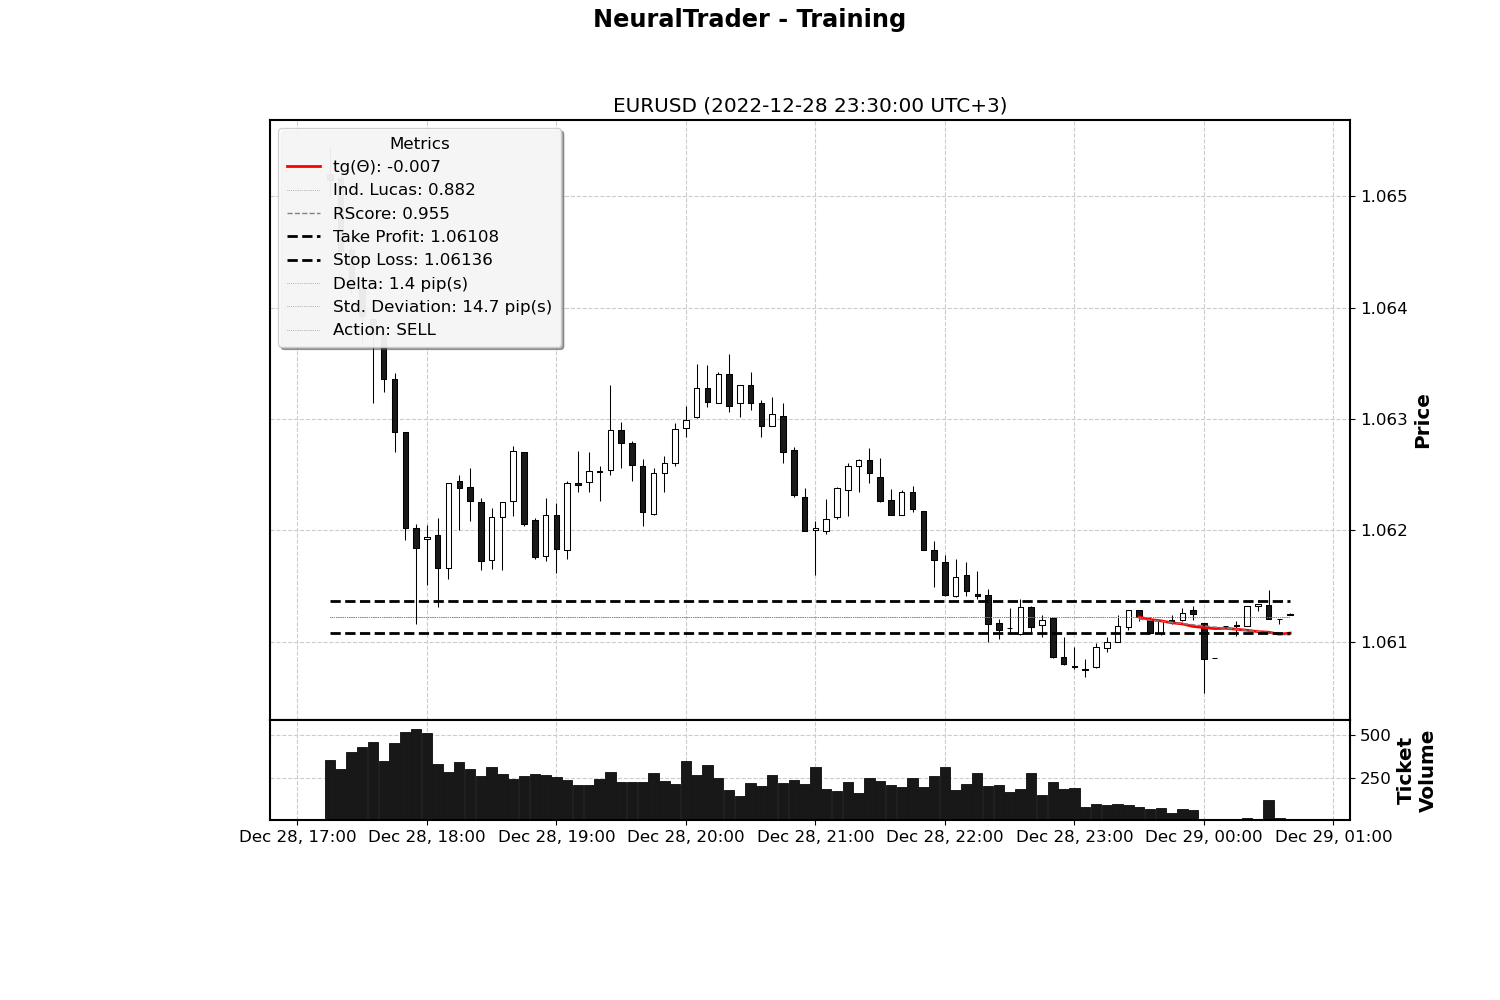 NeuralTrader - Training
EURUSD (2022-12-28 23:30:00 UTC+3)
Metrics
tg(Θ): -0.007
Ind. Lucas: 0.882
RScore: 0.955
Take Profit: 1.06108
Stop Loss: 1.06136
Delta: 1.4 pip(s)
Std. Deviation: 14.7 pip(s)
Action: SELL
1.065
1.064
1.063
1.062
1.061
Price
500
250
Ticket
Volume
Dec 28, 17:00 Dec 28, 18:00 Dec 28, 19:00 Dec 28, 20:00 Dec 28, 21:00 Dec 28, 22:00 Dec 28, 23:00 Dec 29, 00:00 Dec 29, 01:00